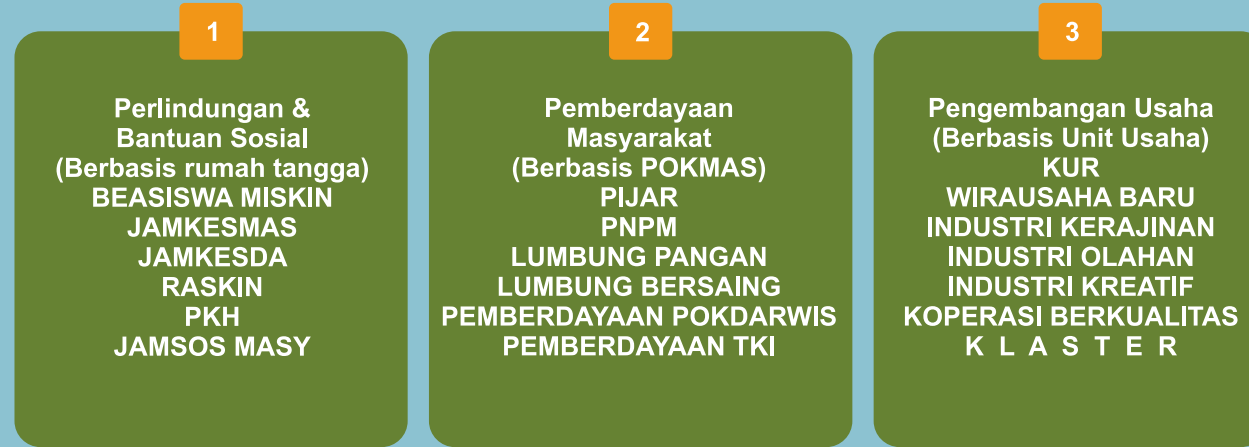 1
Perlindungan &
Bantuan Sosial
(Berbasis rumah tangga)
BEASISWA MISKIN
JAMKESMAS
JAMKESDA
RASKIN
PKH
JAMSOS MASY
2
Pemberdayaan
Masyarakat
(Berbasis POKMAS)
PIJAR
PNPM
LUMBUNG PANGAN
LUMBUNG BERSAING
PEMBERDAYAAN POKDARWIS
PEMBERDAYAAN TKI
3
Pengembangan Usaha
(Berbasis Unit Usaha)
KUR
WIRAUSAHA BARU
INDUSTRI KERAJINAN
INDUSTRI OLAHAN
INDUSTRI KREATIF
KOPERASI BERKUALITAS
K L A S T E R